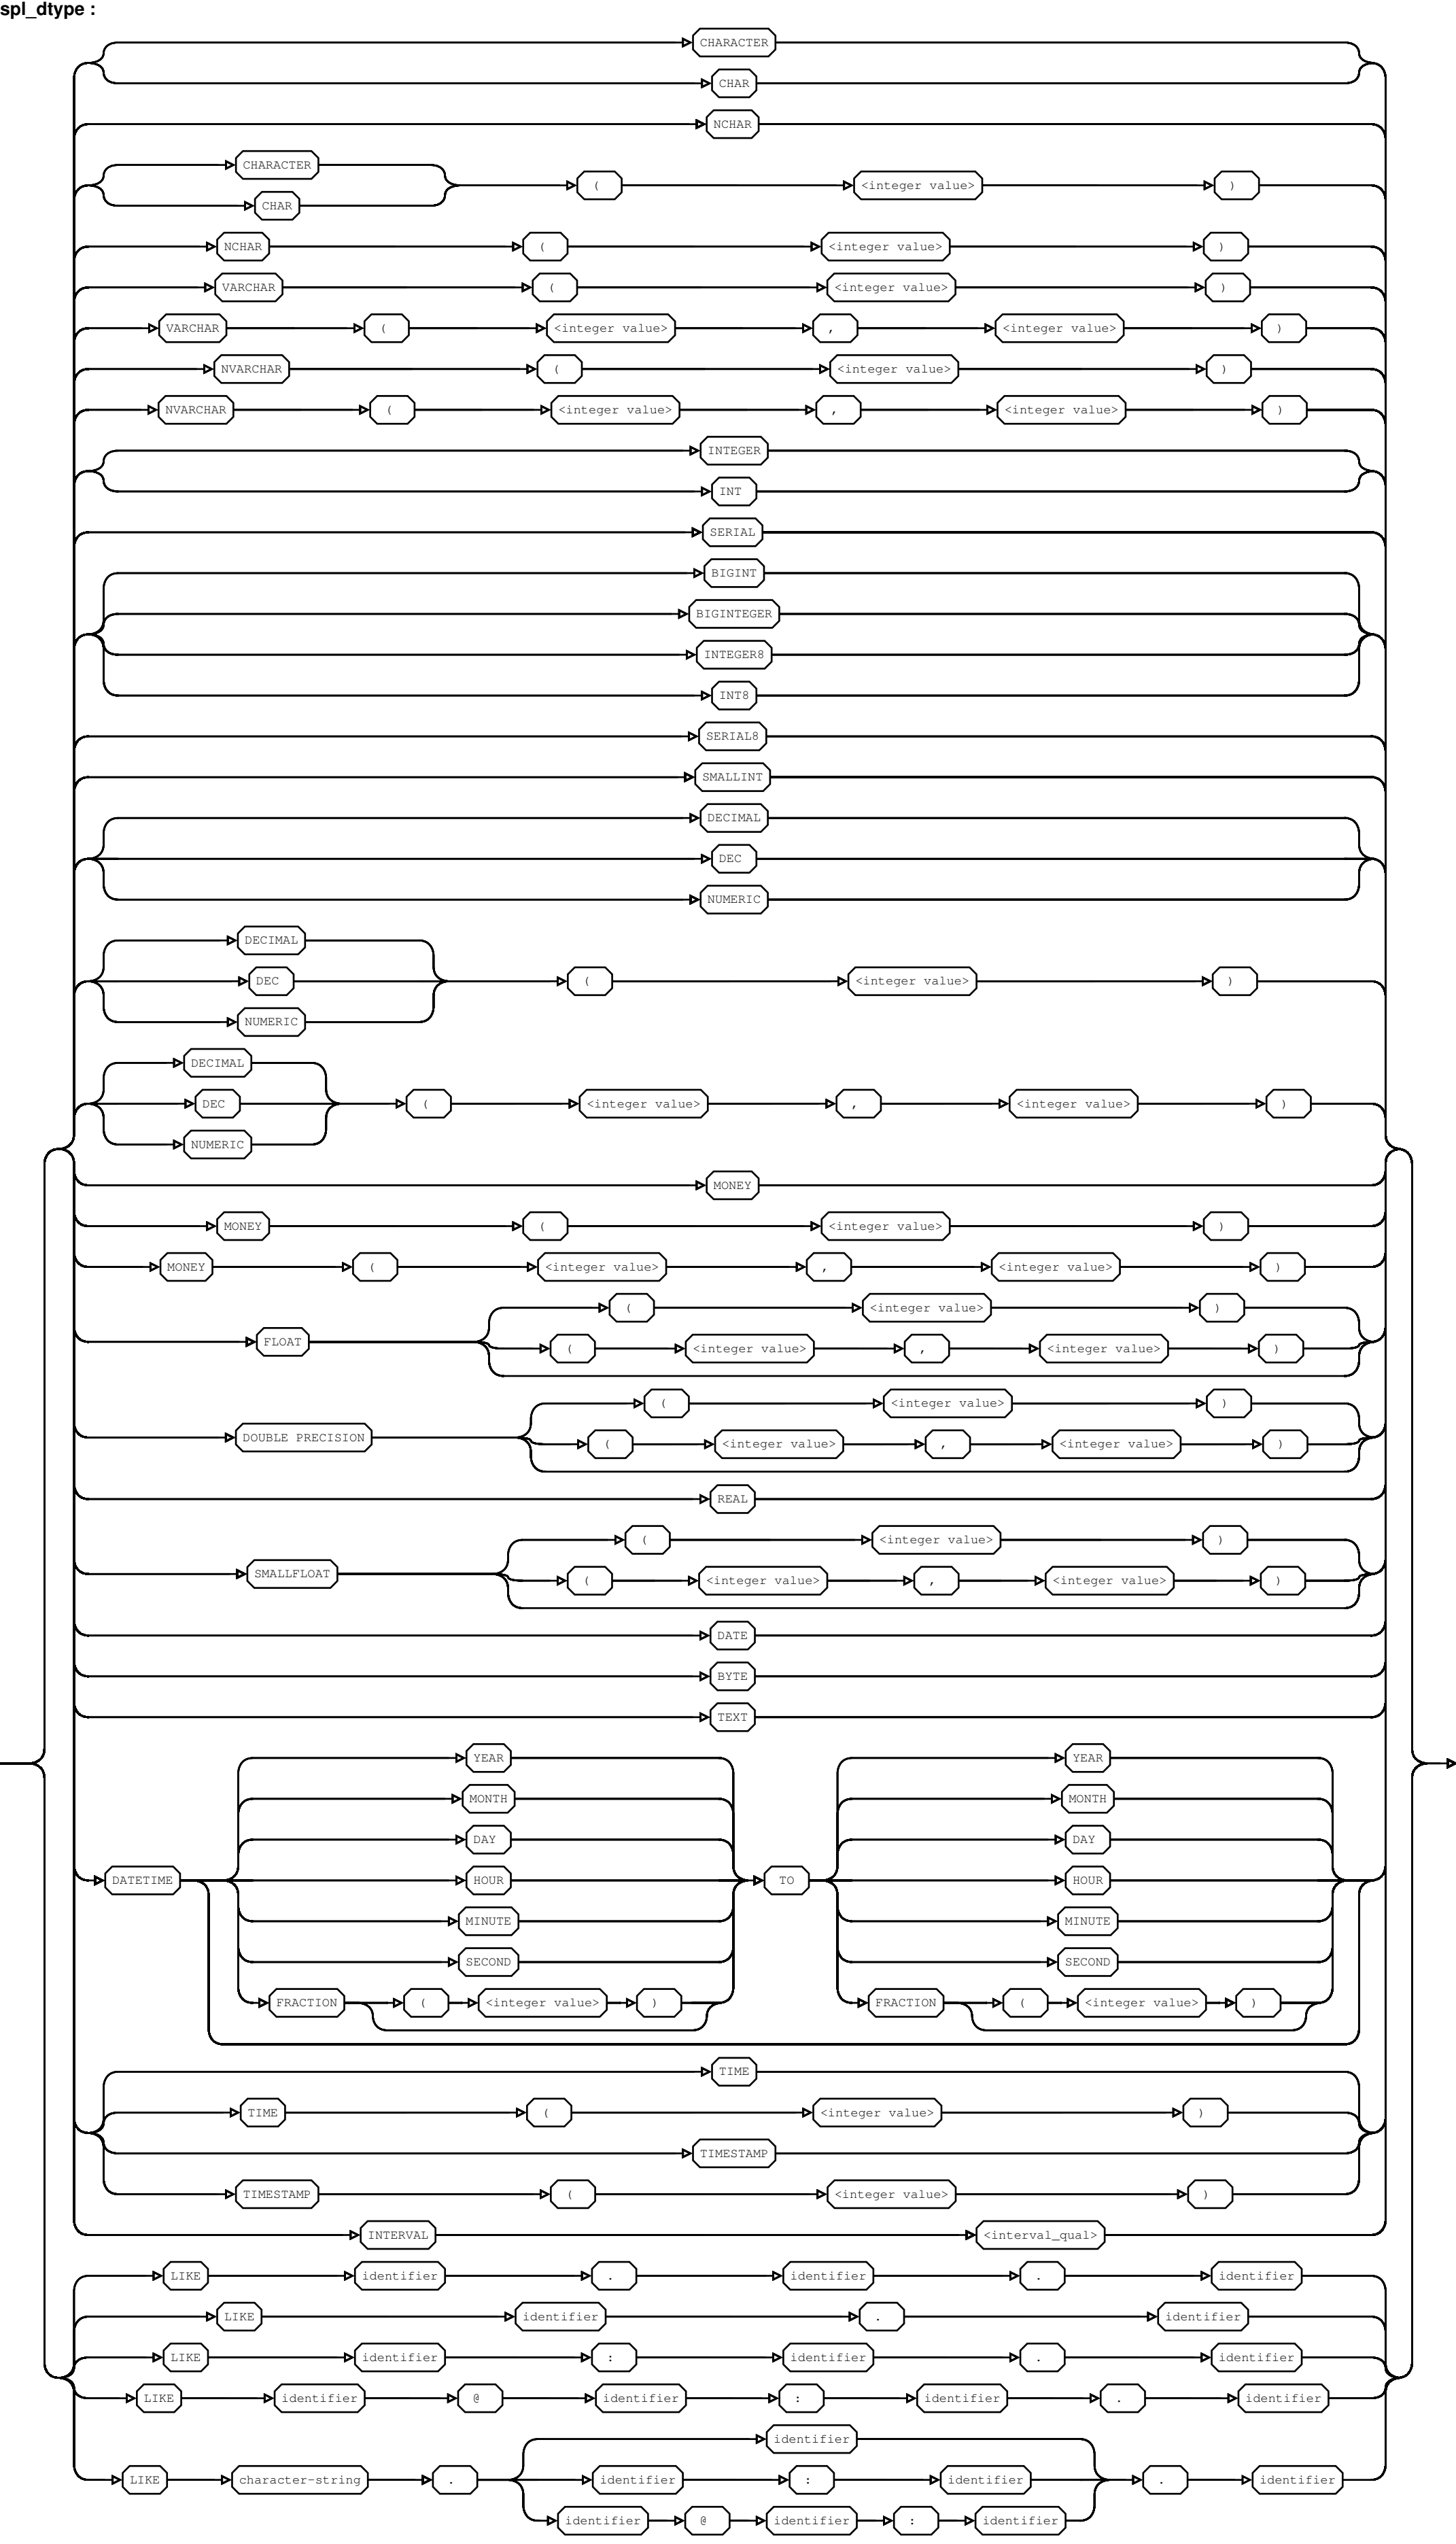 spl_dtype :
CHARACTER
CHAR
NCHAR
CHARACTER
( <integer value> )
CHAR
NCHAR ( <integer value> )
VARCHAR ( <integer value> )
VARCHAR ( <integer value> , <integer value> )
NVARCHAR ( <integer value> )
NVARCHAR ( <integer value> , <integer value> )
INTEGER
INT
SERIAL
BIGINT
BIGINTEGER
INTEGER8
INT8
SERIAL8
SMALLINT
DECIMAL
DEC
NUMERIC
DECIMAL
DEC ( <integer value> )
NUMERIC
DECIMAL
DEC ( <integer value> , <integer value> )
NUMERIC
MONEY
MONEY ( <integer value> )
MONEY ( <integer value> , <integer value> )
( <integer value> )
FLOAT
( <integer value> , <integer value> )
( <integer value> )
DOUBLE PRECISION
( <integer value> , <integer value> )
REAL
( <integer value> )
SMALLFLOAT
( <integer value> , <integer value> )
DATE
BYTE
TEXT
YEAR YEAR
MONTH MONTH
DAY DAY
DATETIME HOUR TO HOUR
MINUTE MINUTE
SECOND SECOND
FRACTION ( <integer value> ) FRACTION ( <integer value> )
TIME
TIME ( <integer value> )
TIMESTAMP
TIMESTAMP ( <integer value> )
INTERVAL <interval_qual>
LIKE identifier . identifier . identifier
LIKE identifier . identifier
LIKE identifier : identifier . identifier
LIKE identifier @ identifier : identifier . identifier
identifier
LIKE character-string . identifier : identifier . identifier
identifier @ identifier : identifier